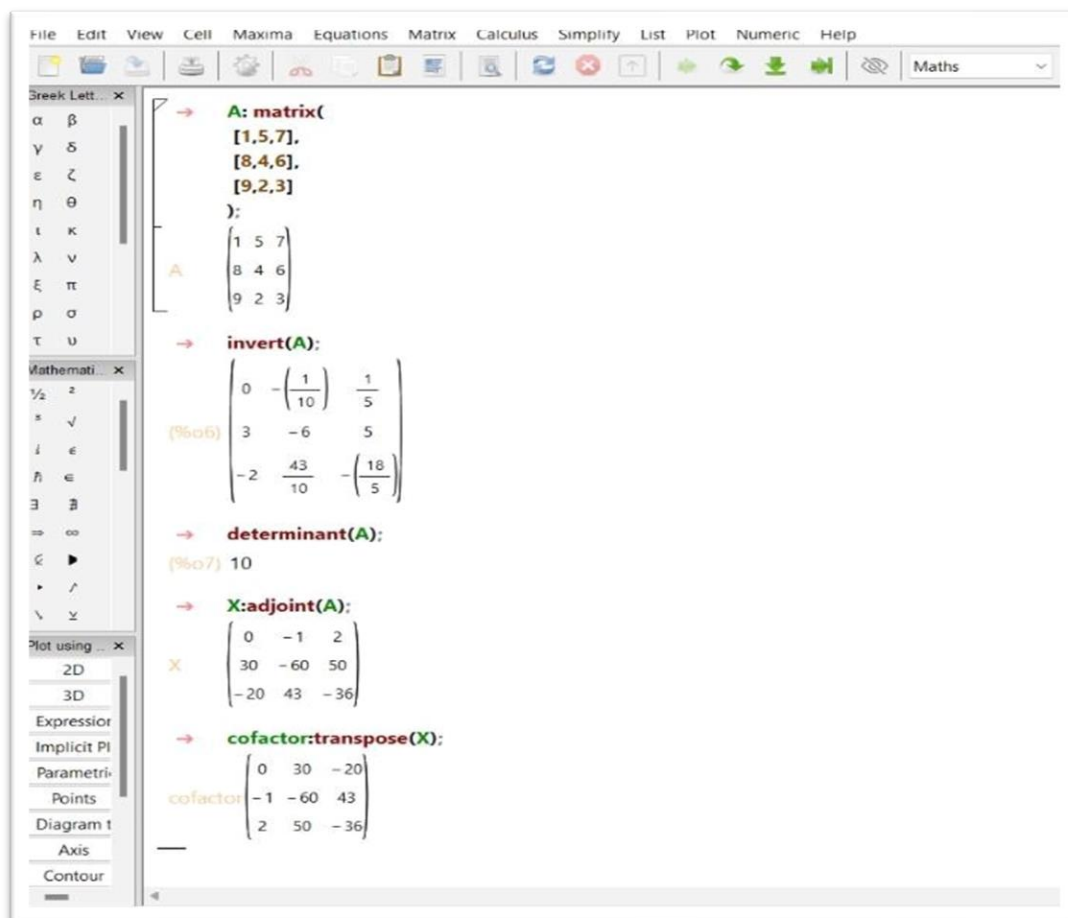 File Edit View Cell Maxima Equations Matrix Calculus Simplify List Plot Numeric Help
Maths
Greek Lett...
α β
γ δ
ε ζ
η θ
ι κ
λ ν
ξ π
ρ σ
τ υ
Mathemati...
½ ²
√
ϵ
ħ ∈
∃ ∄
⇒ ∞
Plot using ...
2D
3D
Expression
Implicit Pl
Parametri
Points
Diagram t
Axis
Contour
→ A: matrix(
[1,5,7],
[8,4,6],
[9,2,3]
);
1 5 7
A 8 4 6
9 2 3
→ invert(A);
0 -(1/10) 1/5
(%o6) 3 -6 5
-2 43/10 -(18/5)
→ determinant(A);
(%o7) 10
→ X:adjoint(A);
0 -1 2
X 30 -60 50
-20 43 -36
→ cofactor:transpose(X);
0 30 -20
cofactor -1 -60 43
2 50 -36